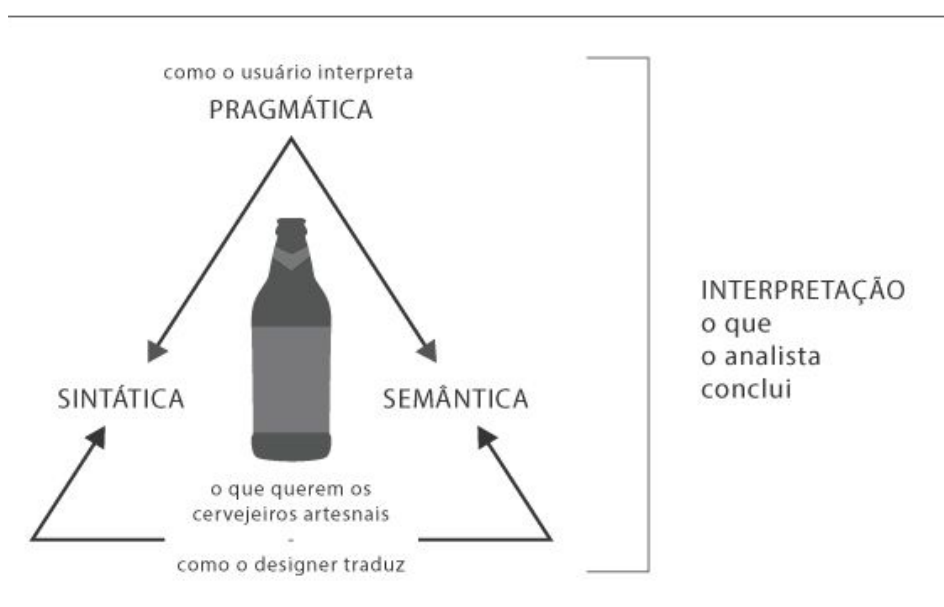 como o usuário interpreta
PRAGMÁTICA
SINTÁTICA
SEMÂNTICA
o que querem os
cervejeiros artesnais
-
como o designer traduz
INTERPRETAÇÃO
o que
o analista
conclui